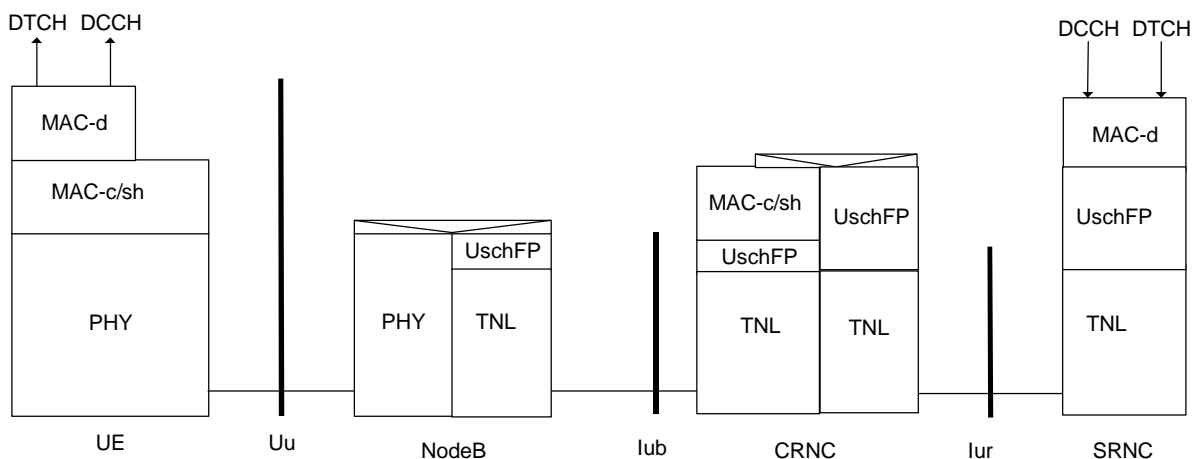 DTCH DCCH
DCCH DTCH
MAC-d
MAC-d
MAC-c/sh
MAC-c/sh
UschFP
UschFP
UschFP
UschFP
PHY
PHY
TNL
TNL
TNL
TNL
UE
Uu
NodeB
Iub
CRNC
Iur
SRNC